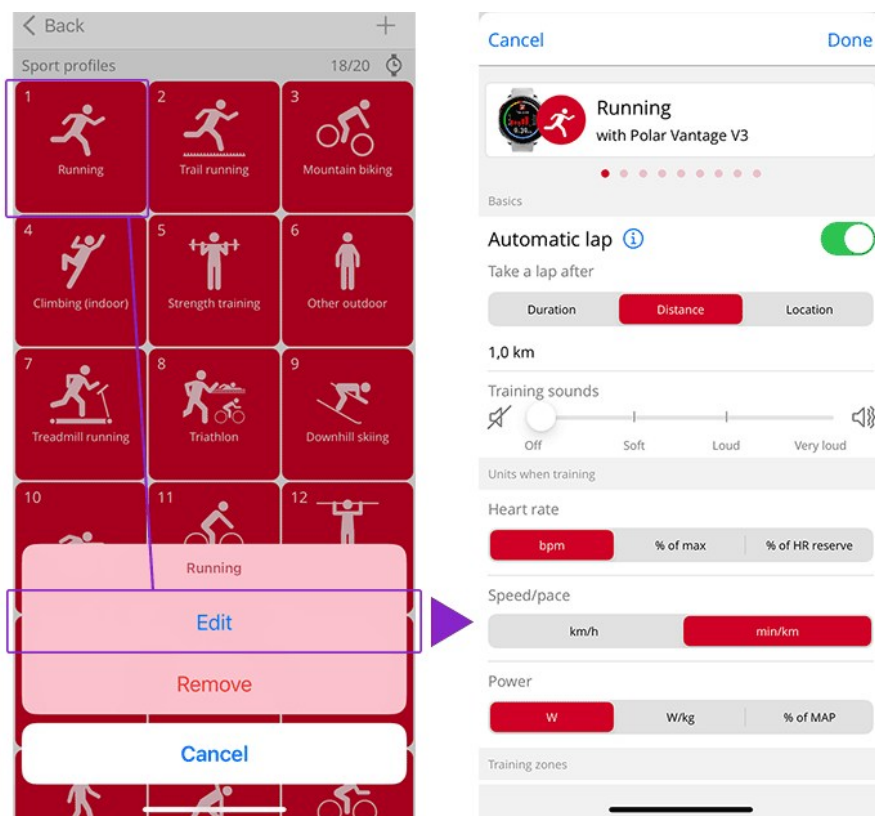 Back
Sport profiles 18/20
1
Running
2
Trail running
3
Mountain biking
4
Climbing (indoor)
5
Strength training
6
Other outdoor
7
Treadmill running
8
Triathlon
9
Downhill skiing
10
11
12
Running
Edit
Remove
Cancel
Cancel Done
Running
with Polar Vantage V3
Basics
Automatic lap
Take a lap after
Duration Distance Location
1,0 km
Training sounds
Off Soft Loud Very loud
Units when training
Heart rate
bpm % of max % of HR reserve
Speed/pace
km/h min/km
Power
W W/kg % of MAP
Training zones